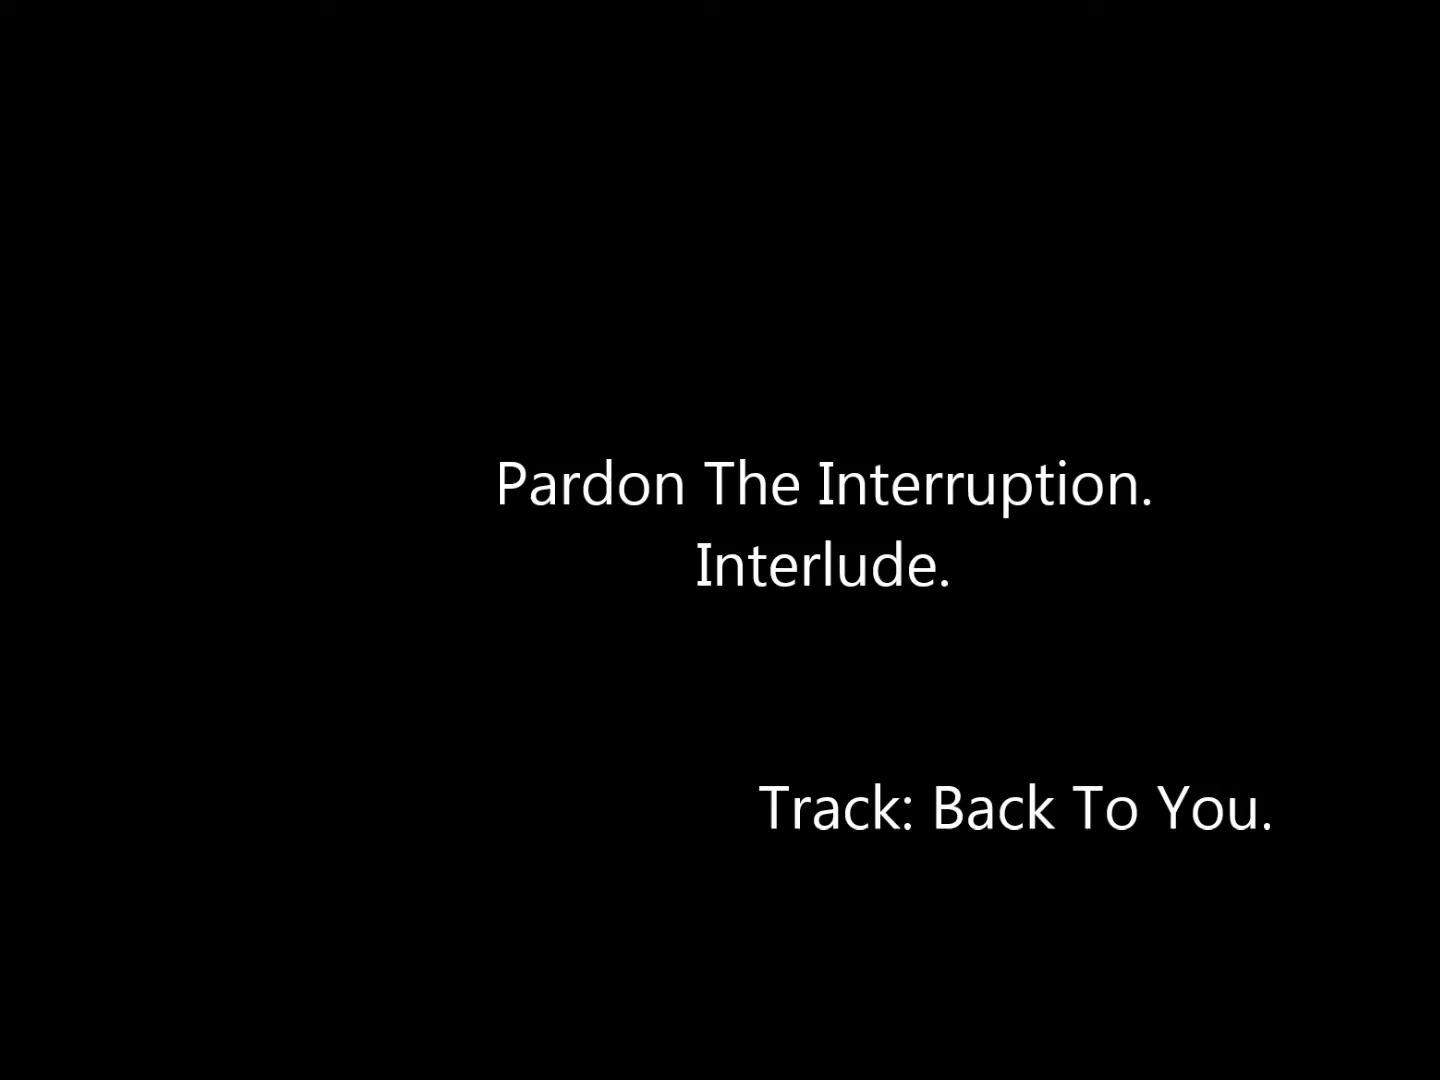 Pardon The Interruption.
Interlude.
Track: Back To You.